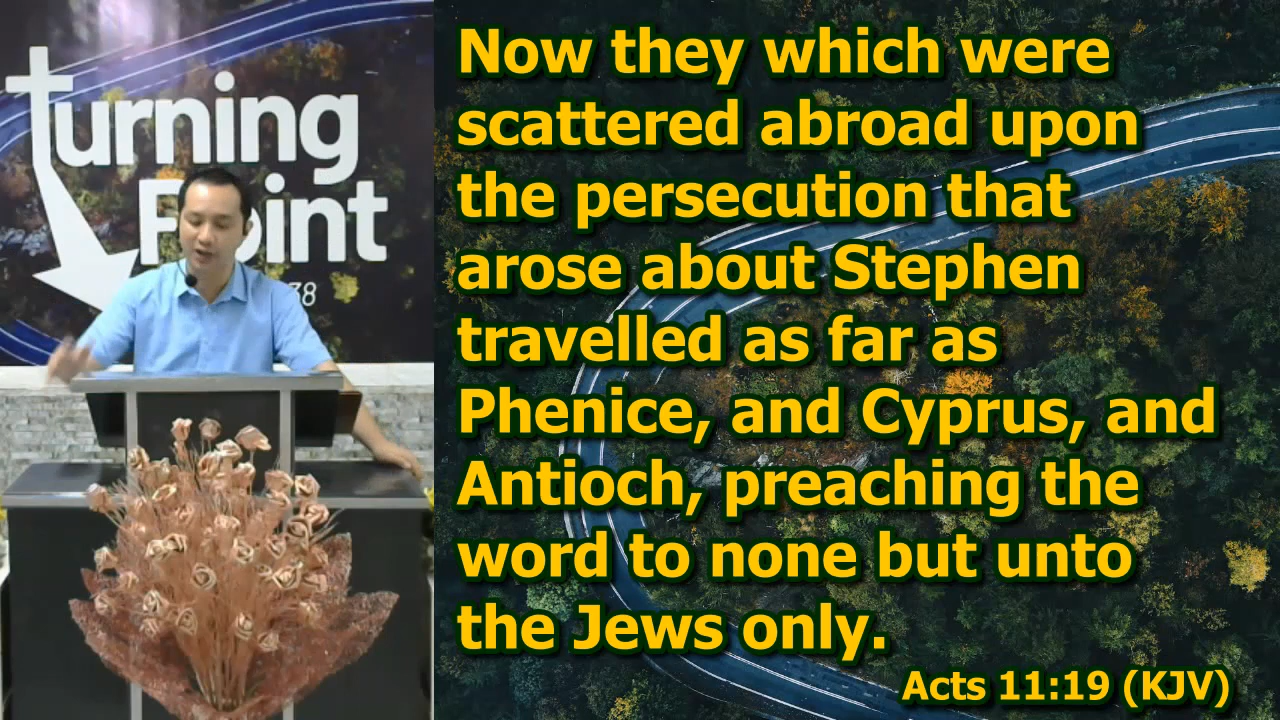 turning
Point
38
Now they which were
scattered abroad upon
the persecution that
arose about Stephen
travelled as far as
Phenice, and Cyprus, and
Antioch, preaching the
word to none but unto
the Jews only.
Acts 11:19 (KJV)